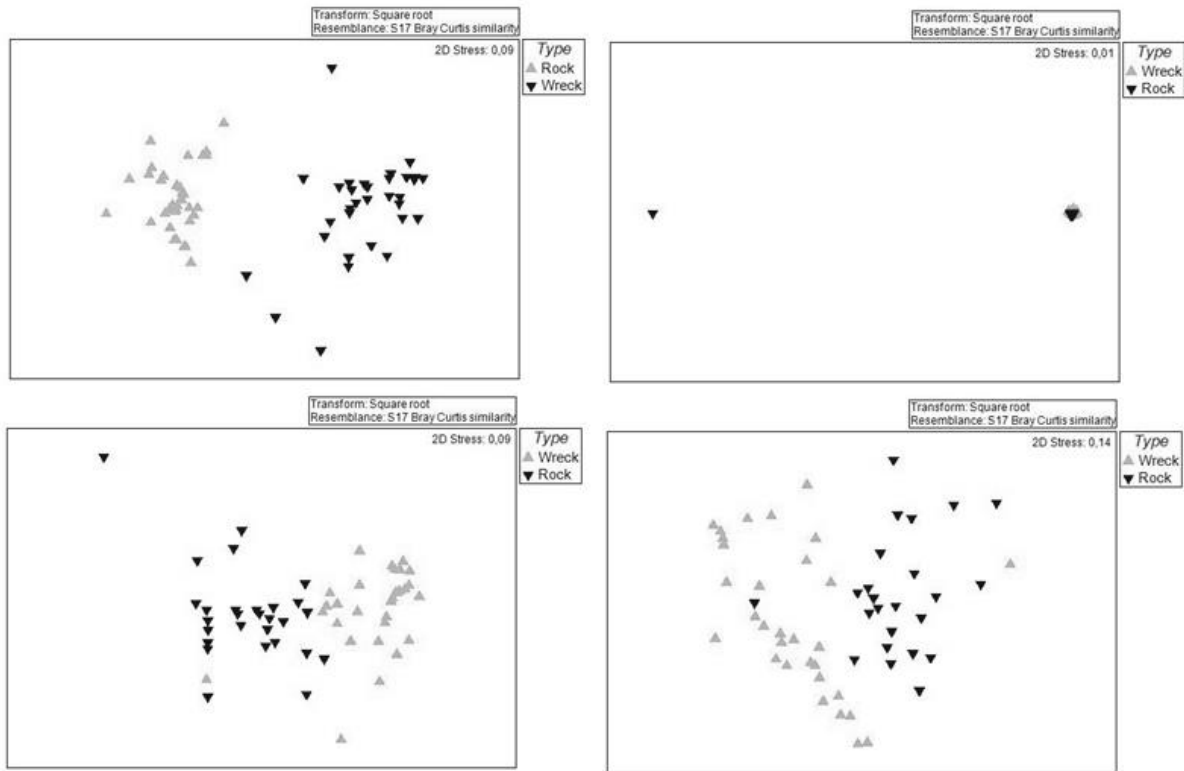 Transform: Square root
Resemblance: S17 Bray Curtis similarity
2D Stress: 0,09
Type
Rock
Wreck
Transform: Square root
Resemblance: S17 Bray Curtis similarity
2D Stress: 0,01
Type
Wreck
Rock
Transform: Square root
Resemblance: S17 Bray Curtis similarity
2D Stress: 0,09
Type
Wreck
Rock
Transform: Square root
Resemblance: S17 Bray Curtis similarity
2D Stress: 0,14
Type
Wreck
Rock